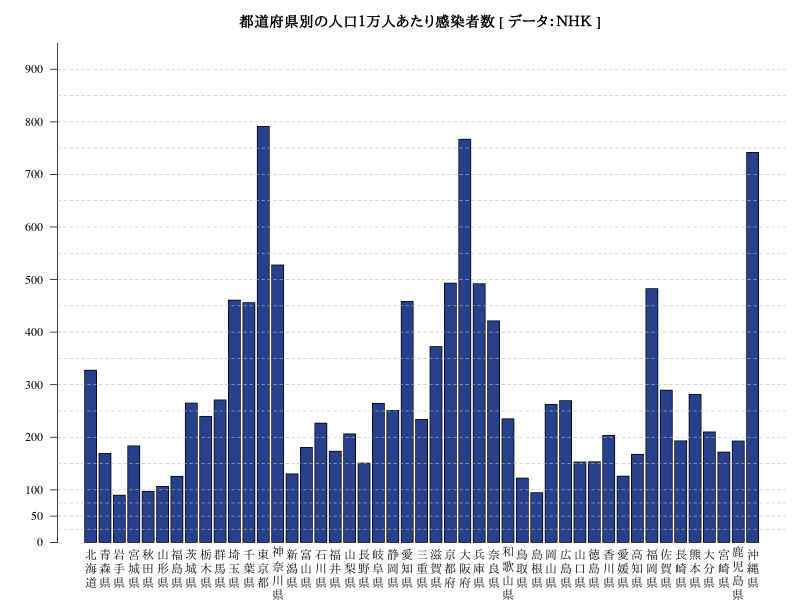 都道府県別の人口1万人あたり感染者数 [ データ：NHK ]
900
800
700
600
500
400
300
200
100
50
0
北海道
青森県
岩手県
宮城県
秋田県
山形県
福島県
茨城県
栃木県
群馬県
埼玉県
千葉県
東京都
神奈川県
新潟県
富山県
石川県
福井県
山梨県
長野県
岐阜県
静岡県
愛知県
三重県
滋賀県
京都府
大阪府
兵庫県
奈良県
和歌山県
鳥取県
島根県
岡山県
広島県
山口県
徳島県
香川県
愛媛県
高知県
福岡県
佐賀県
長崎県
熊本県
大分県
宮崎県
鹿児島県
沖縄県